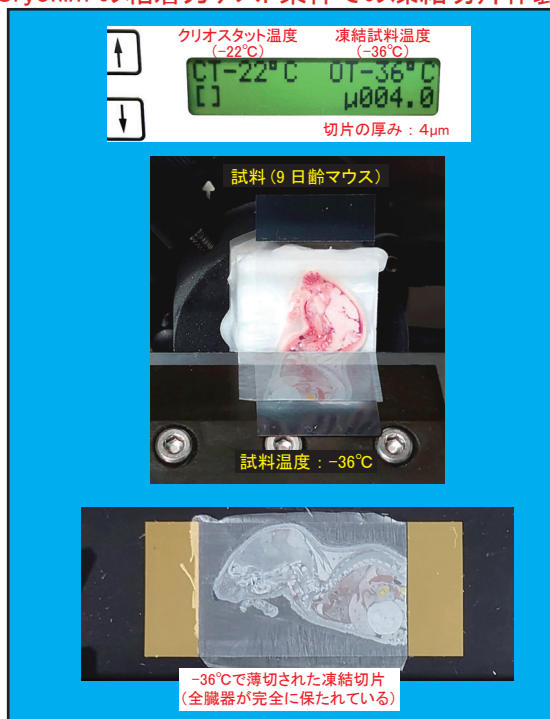 クリオスタット温度
(-22℃)
凍結試料温度
(-36℃)
CT-22°C OT-36°C
[] µ004.0
切片の厚み：4µm
試料(9日齢マウス)
試料温度：-36℃
-36℃で薄切された凍結切片
(全臓器が完全に保たれている)